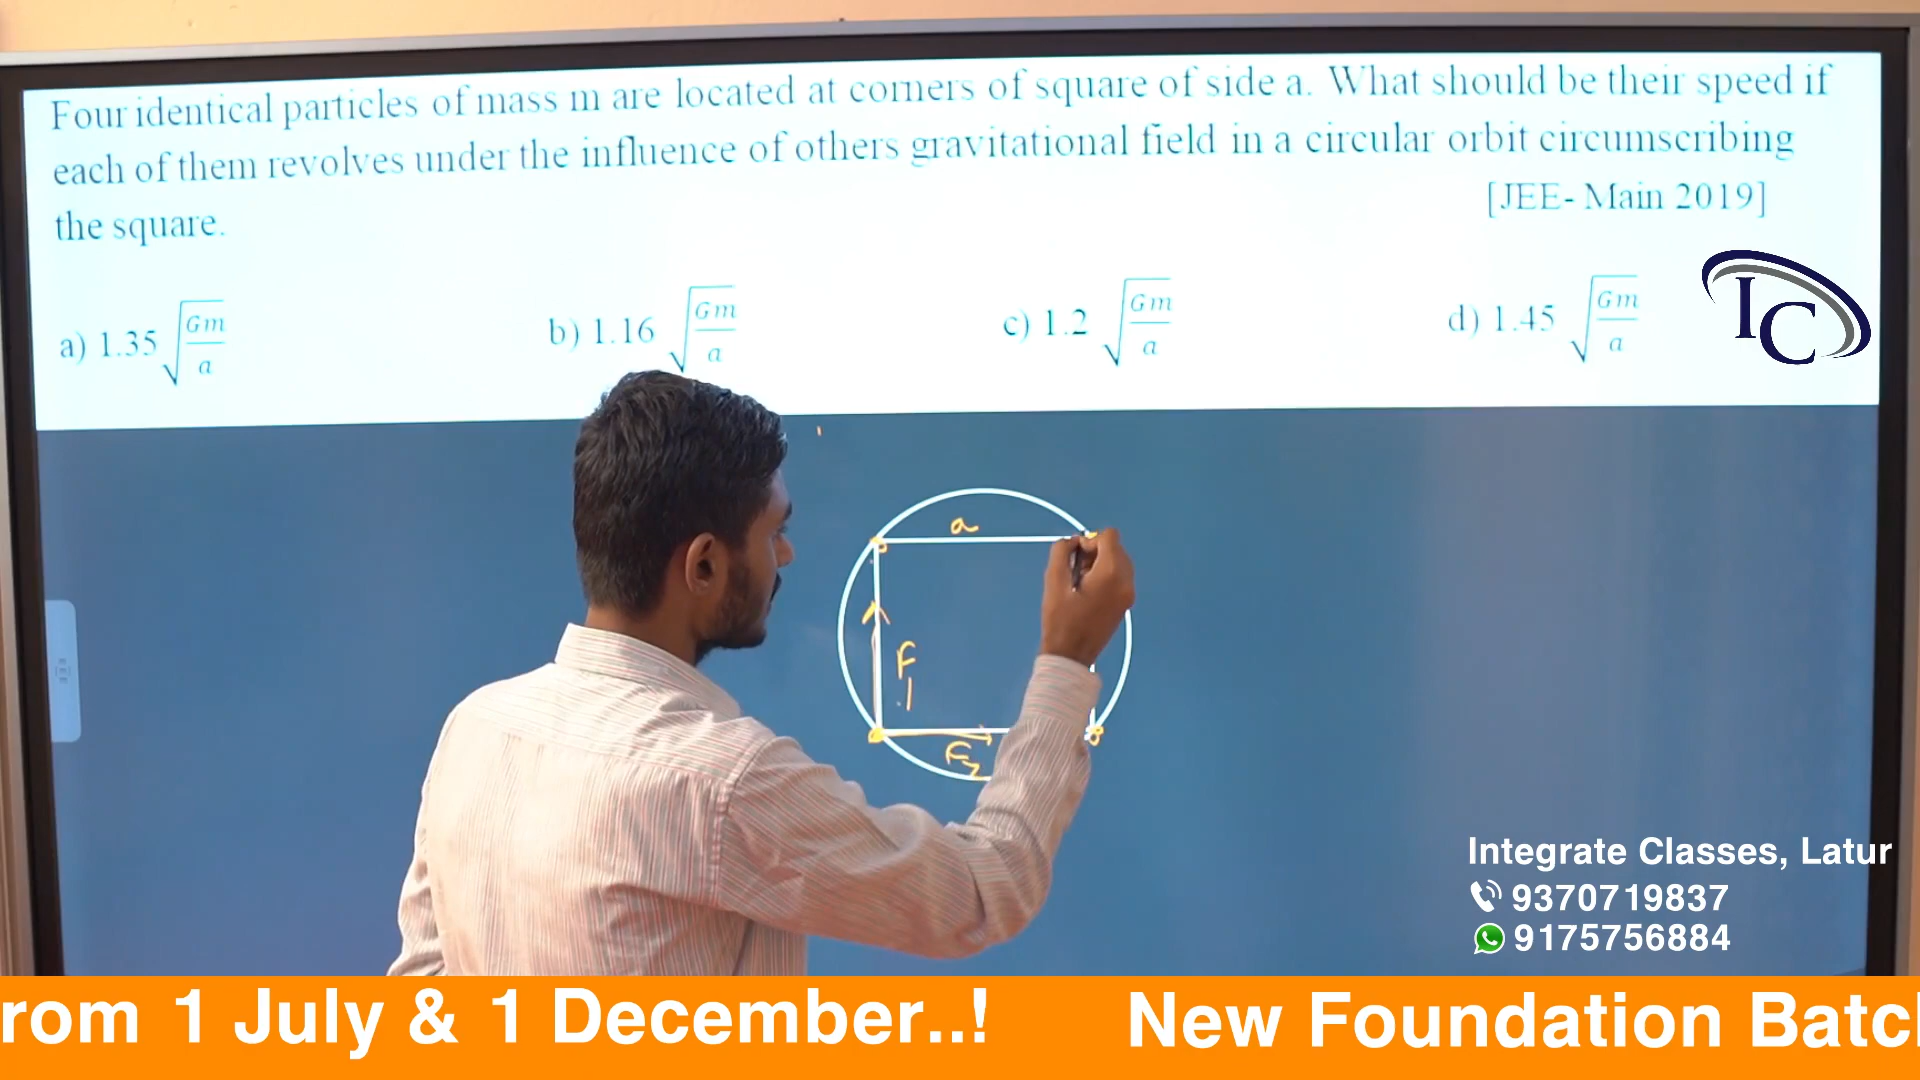 Four identical particles of mass m are located at corners of square of side a. What should be their speed if
each of them revolves under the influence of others gravitational field in a circular orbit circumscribing
the square.
[JEE- Main 2019]
a) 1.35 √(Gm/a)
b) 1.16 √(Gm/a)
c) 1.2 √(Gm/a)
d) 1.45 √(Gm/a)
IC
a
F1
F2
Integrate Classes, Latur
9370719837
9175756884
rom 1 July & 1 December..! New Foundation Batc